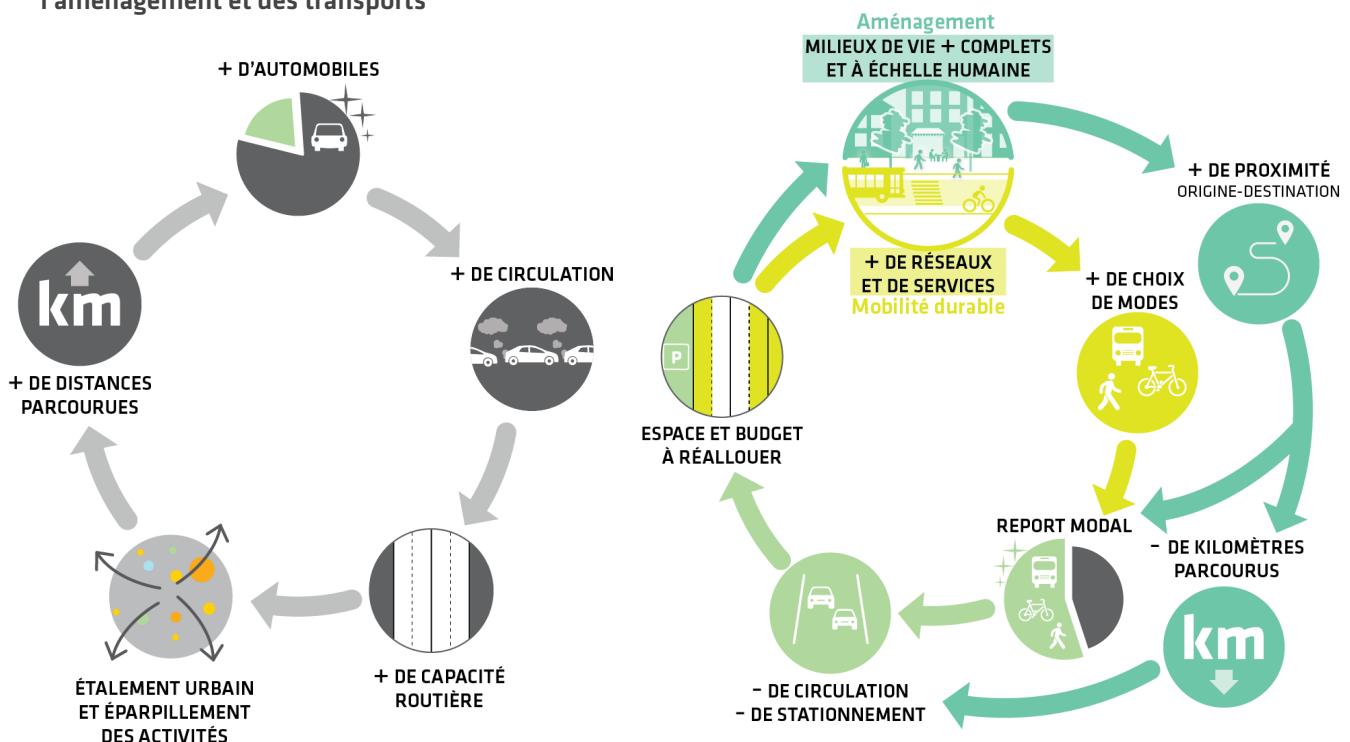 l'aménagement et des transports
+ D'AUTOMOBILES
+ DE CIRCULATION
+ DE CAPACITÉ
ROUTIÈRE
ÉTALEMENT URBAIN
ET ÉPARPILLEMENT
DES ACTIVITÉS
km
+ DE DISTANCES
PARCOURUES
Aménagement
MILIEUX DE VIE + COMPLETS
ET À ÉCHELLE HUMAINE
+ DE RÉSEAUX
ET DE SERVICES
Mobilité durable
+ DE PROXIMITÉ
ORIGINE-DESTINATION
+ DE CHOIX
DE MODES
REPORT MODAL
- DE KILOMÈTRES
PARCOURUS
km
- DE CIRCULATION
- DE STATIONNEMENT
P
ESPACE ET BUDGET
À RÉALLOUER